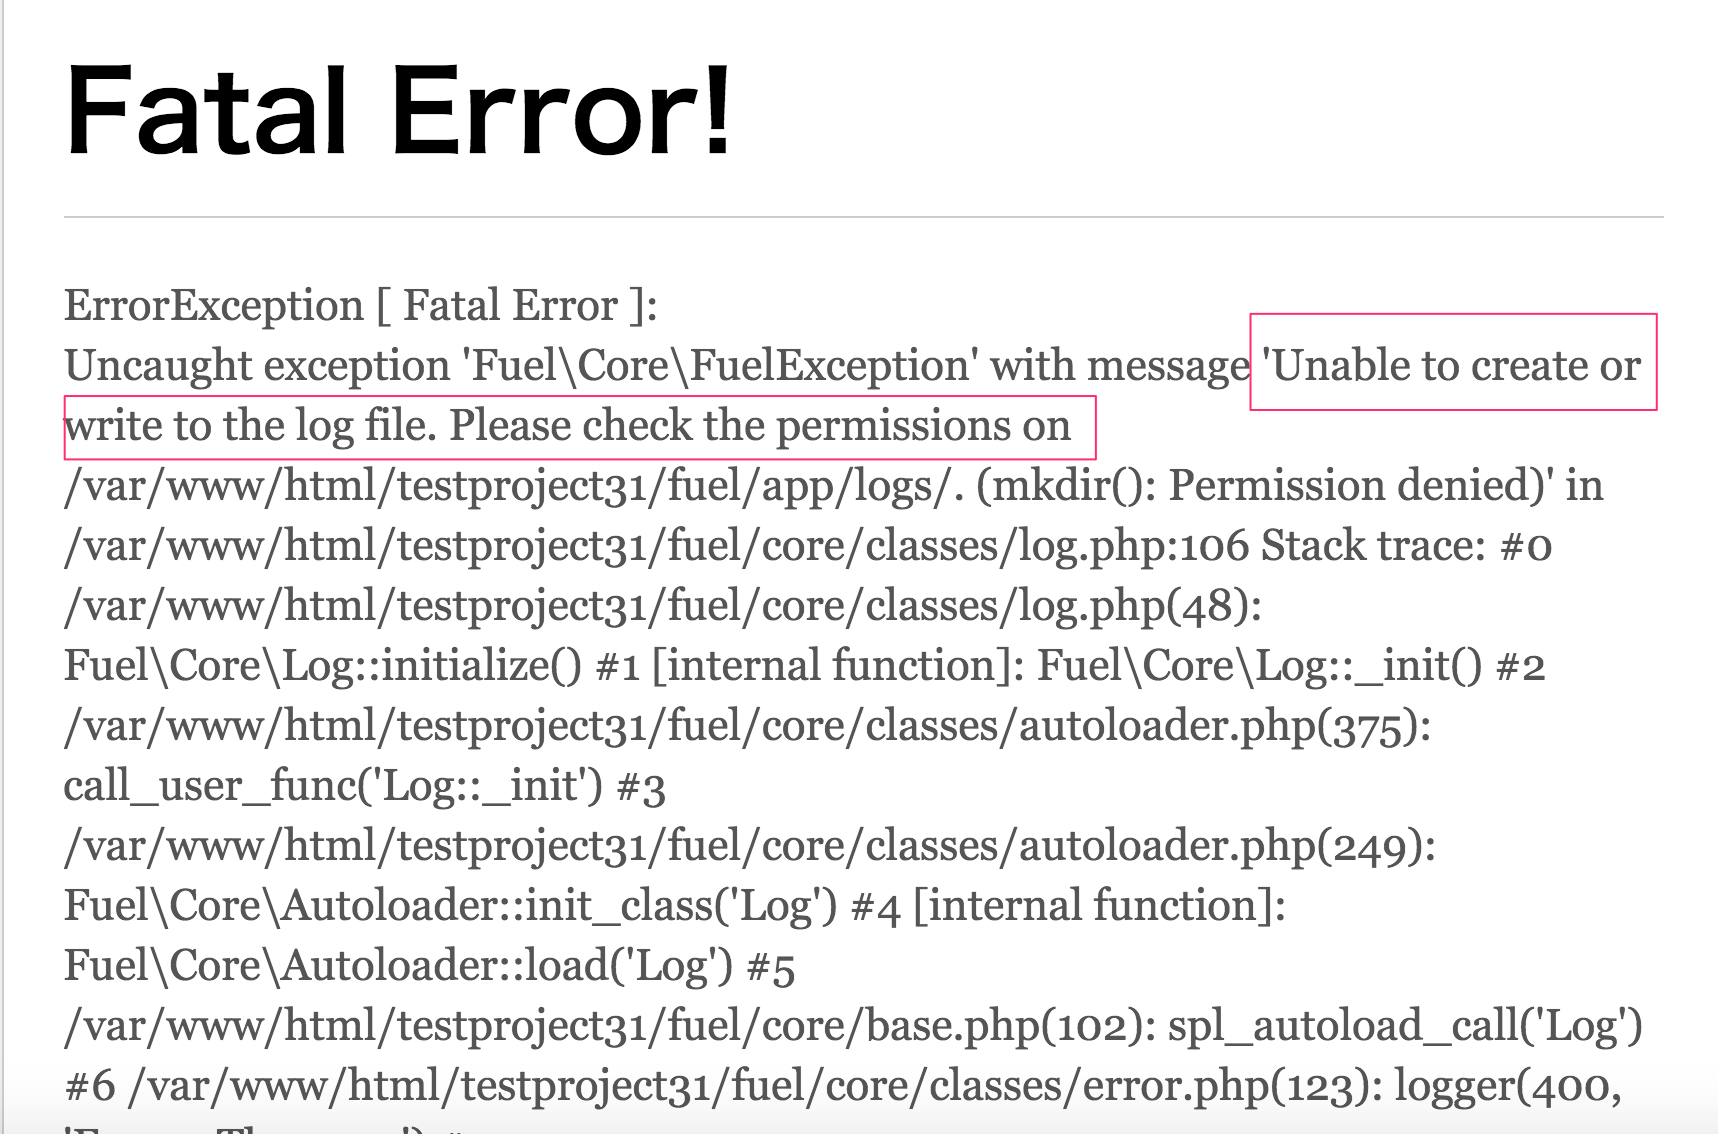 Fatal Error!
ErrorException [ Fatal Error ]:
Uncaught exception 'Fuel\Core\FuelException' with message 'Unable to create or
write to the log file. Please check the permissions on
/var/www/html/testproject31/fuel/app/logs/. (mkdir(): Permission denied)' in
/var/www/html/testproject31/fuel/core/classes/log.php:106 Stack trace: #0
/var/www/html/testproject31/fuel/core/classes/log.php(48):
Fuel\Core\Log::initialize() #1 [internal function]: Fuel\Core\Log::_init() #2
/var/www/html/testproject31/fuel/core/classes/autoloader.php(375):
call_user_func('Log::_init') #3
/var/www/html/testproject31/fuel/core/classes/autoloader.php(249):
Fuel\Core\Autoloader::init_class('Log') #4 [internal function]:
Fuel\Core\Autoloader::load('Log') #5
/var/www/html/testproject31/fuel/core/base.php(102): spl_autoload_call('Log')
#6 /var/www/html/testproject31/fuel/core/classes/error.php(123): logger(400,